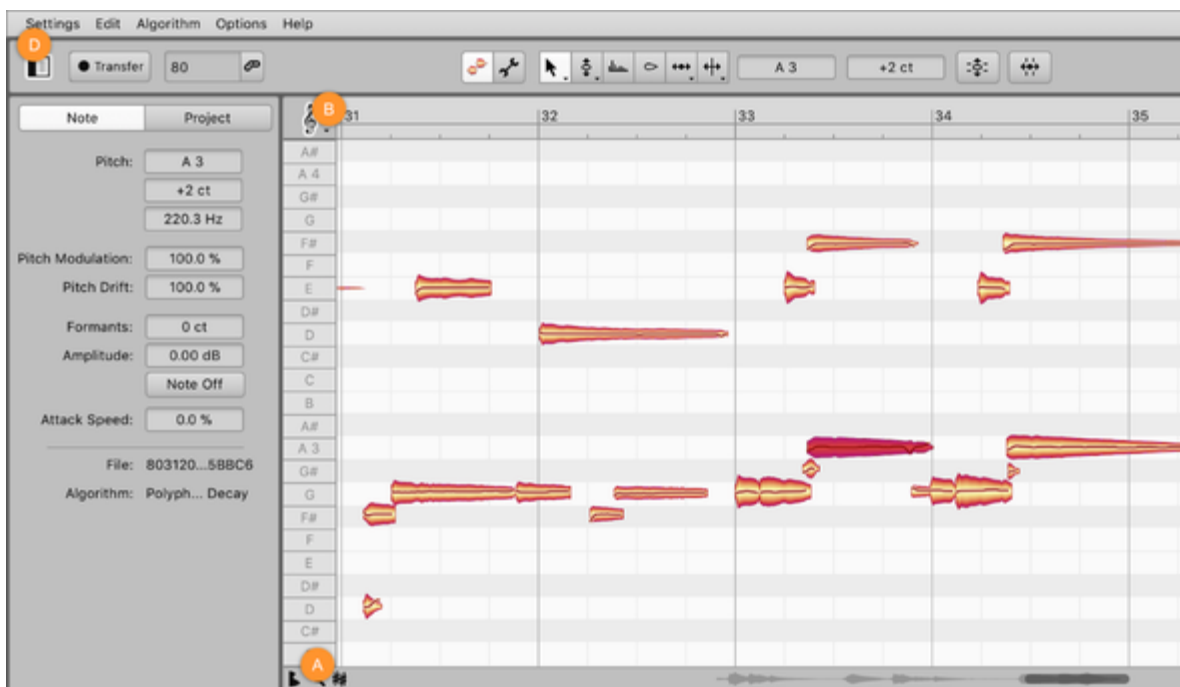 Settings Edit Algorithm Options Help
D
Transfer 80 A 3 +2 ct
Note Project
B 31 32 33 34 35
Pitch: A 3
+2 ct
220.3 Hz
Pitch Modulation: 100.0 %
Pitch Drift: 100.0 %
Formants: 0 ct
Amplitude: 0.00 dB
Note Off
Attack Speed: 0.0 %
File: 803120...5BBC6
Algorithm: Polyph... Decay
A#
A 4
G#
G
F#
F
E
D#
D
C#
C
B
A#
A 3
G#
G
F#
F
E
D#
D
C#
A